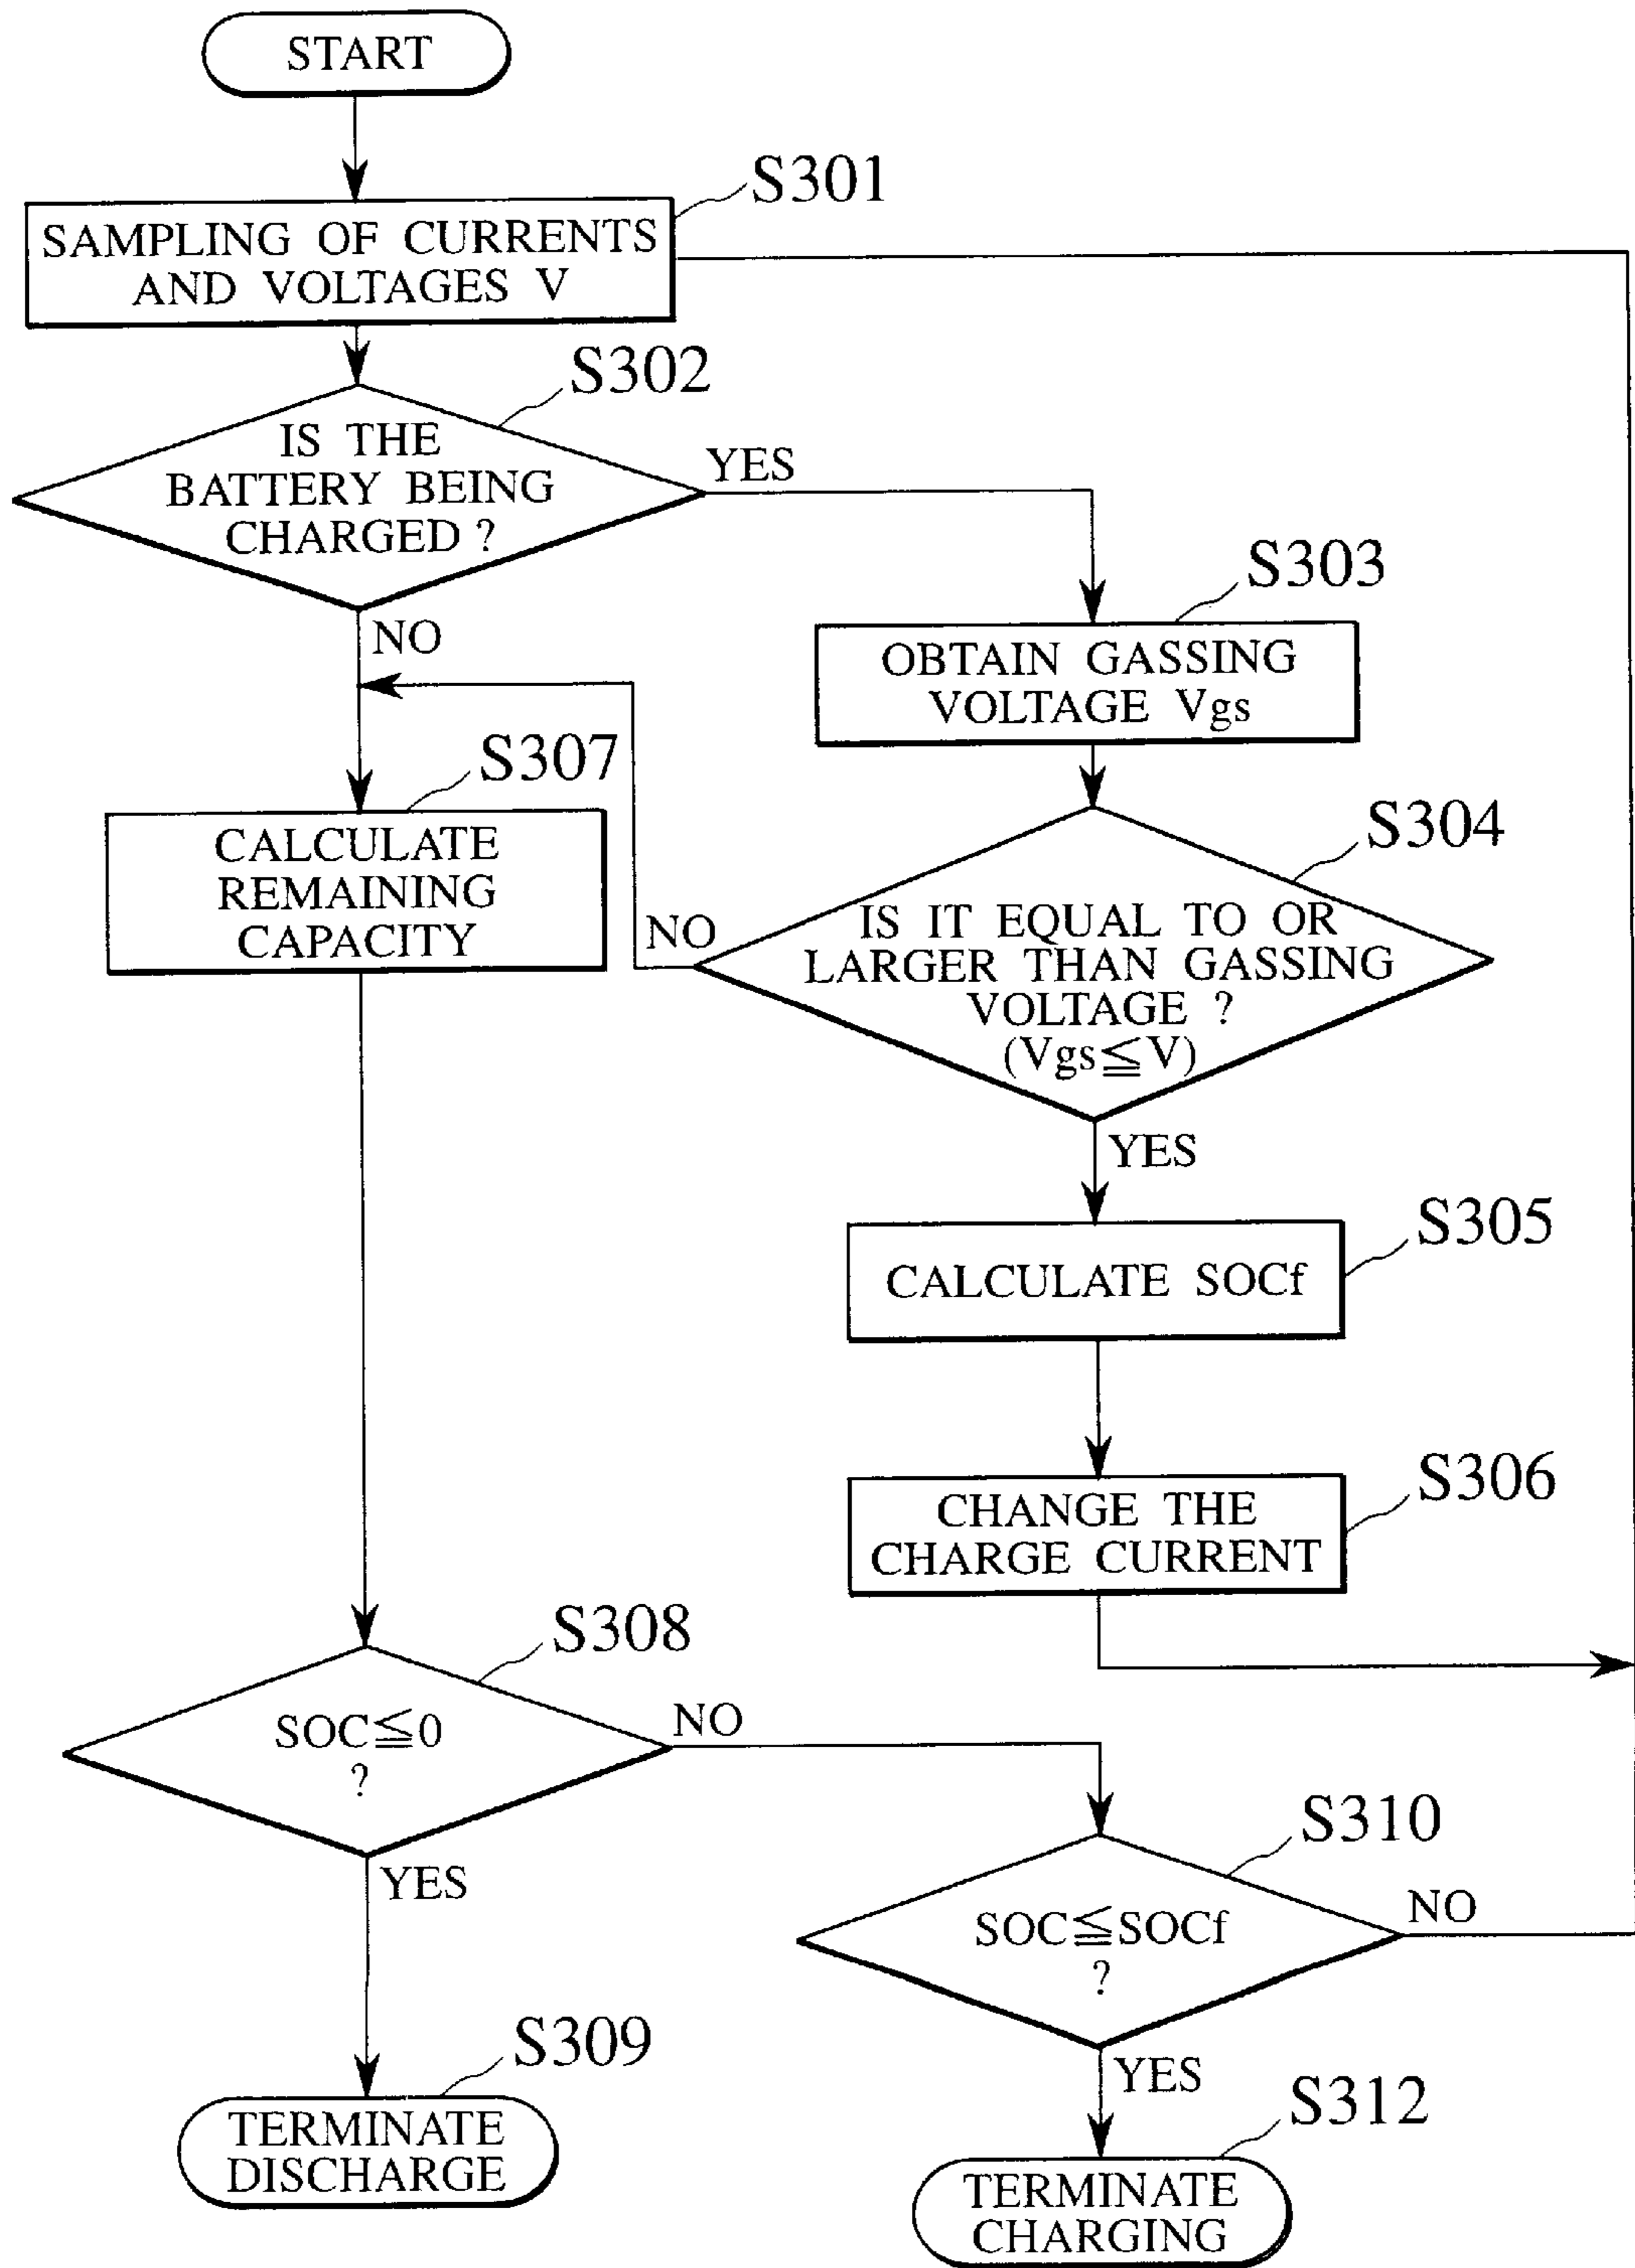 START
S301
SAMPLING OF CURRENTS
AND VOLTAGES V
S302
IS THE
BATTERY BEING
CHARGED ?
YES
NO
S303
OBTAIN GASSING
VOLTAGE Vgs
S307
CALCULATE
REMAINING
CAPACITY
S304
IS IT EQUAL TO OR
LARGER THAN GASSING
VOLTAGE ?
(Vgs≦V)
NO
YES
S305
CALCULATE SOCf
S306
CHANGE THE
CHARGE CURRENT
S308
SOC≦0
?
NO
YES
S310
SOC≦SOCf
?
NO
YES
S309
TERMINATE
DISCHARGE
S312
TERMINATE
CHARGING